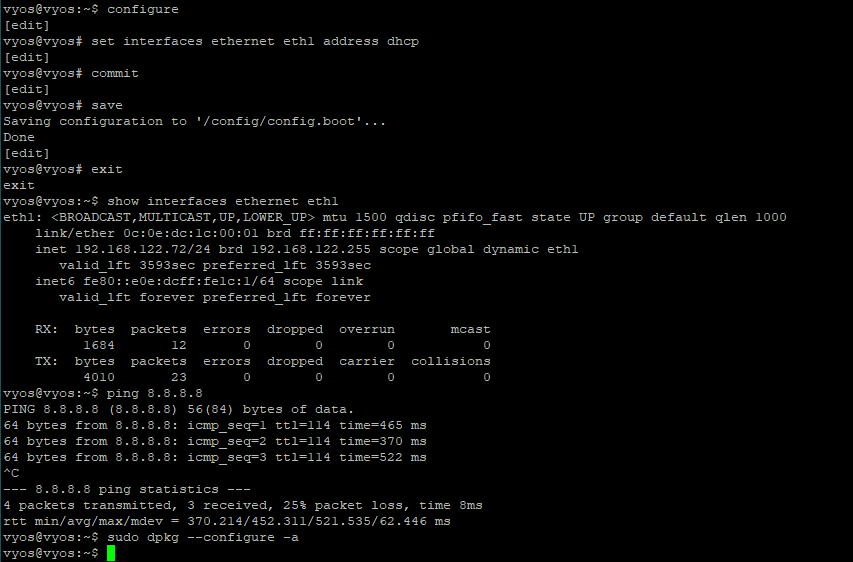 vyos@vyos:~$ configure
[edit]
vyos@vyos# set interfaces ethernet eth1 address dhcp
[edit]
vyos@vyos# commit
[edit]
vyos@vyos# save
Saving configuration to '/config/config.boot'...
Done
[edit]
vyos@vyos# exit
exit
vyos@vyos:~$ show interfaces ethernet eth1
eth1: <BROADCAST,MULTICAST,UP,LOWER_UP> mtu 1500 qdisc pfifo_fast state UP group default qlen 1000
    link/ether 0c:0e:dc:1c:00:01 brd ff:ff:ff:ff:ff:ff
    inet 192.168.122.72/24 brd 192.168.122.255 scope global dynamic eth1
       valid_lft 3593sec preferred_lft 3593sec
    inet6 fe80::e0e:dcff:fe1c:1/64 scope link
       valid_lft forever preferred_lft forever

    RX:  bytes  packets  errors  dropped  overrun       mcast
          1684       12       0        0        0           0
    TX:  bytes  packets  errors  dropped  carrier  collisions
          4010       23       0        0        0           0
vyos@vyos:~$ ping 8.8.8.8
PING 8.8.8.8 (8.8.8.8) 56(84) bytes of data.
64 bytes from 8.8.8.8: icmp_seq=1 ttl=114 time=465 ms
64 bytes from 8.8.8.8: icmp_seq=2 ttl=114 time=370 ms
64 bytes from 8.8.8.8: icmp_seq=3 ttl=114 time=522 ms
^C
--- 8.8.8.8 ping statistics ---
4 packets transmitted, 3 received, 25% packet loss, time 8ms
rtt min/avg/max/mdev = 370.214/452.311/521.535/62.446 ms
vyos@vyos:~$ sudo dpkg --configure -a
vyos@vyos:~$